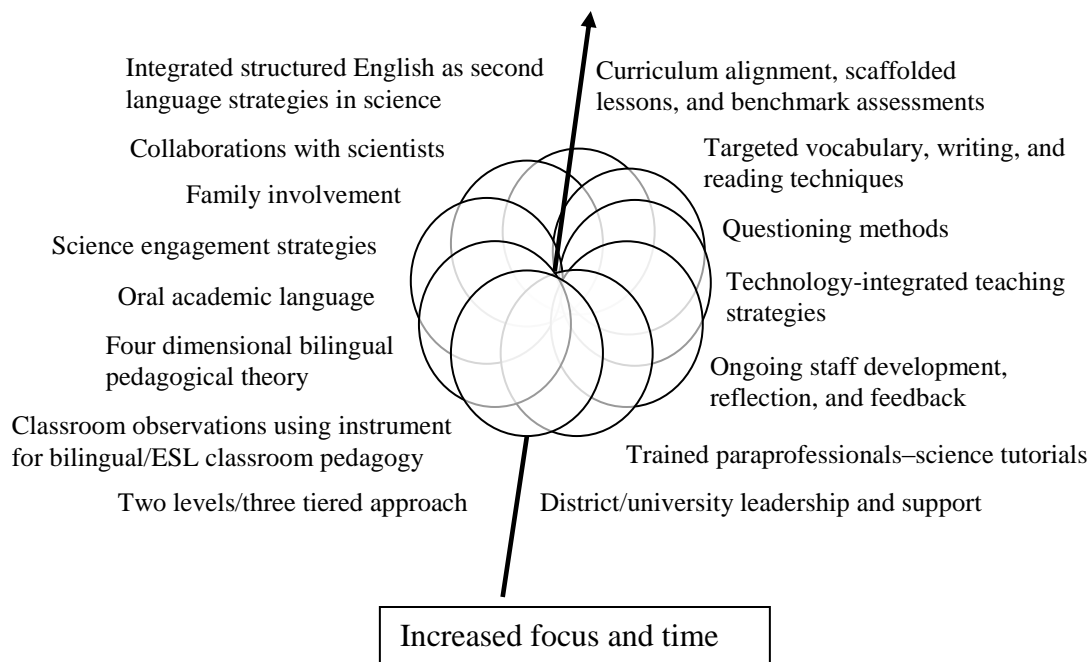 Integrated structured English as second
language strategies in science
Collaborations with scientists
Family involvement
Science engagement strategies
Oral academic language
Four dimensional bilingual
pedagogical theory
Classroom observations using instrument
for bilingual/ESL classroom pedagogy
Two levels/three tiered approach
Curriculum alignment, scaffolded
lessons, and benchmark assessments
Targeted vocabulary, writing, and
reading techniques
Questioning methods
Technology-integrated teaching
strategies
Ongoing staff development,
reflection, and feedback
Trained paraprofessionals–science tutorials
District/university leadership and support
Increased focus and time